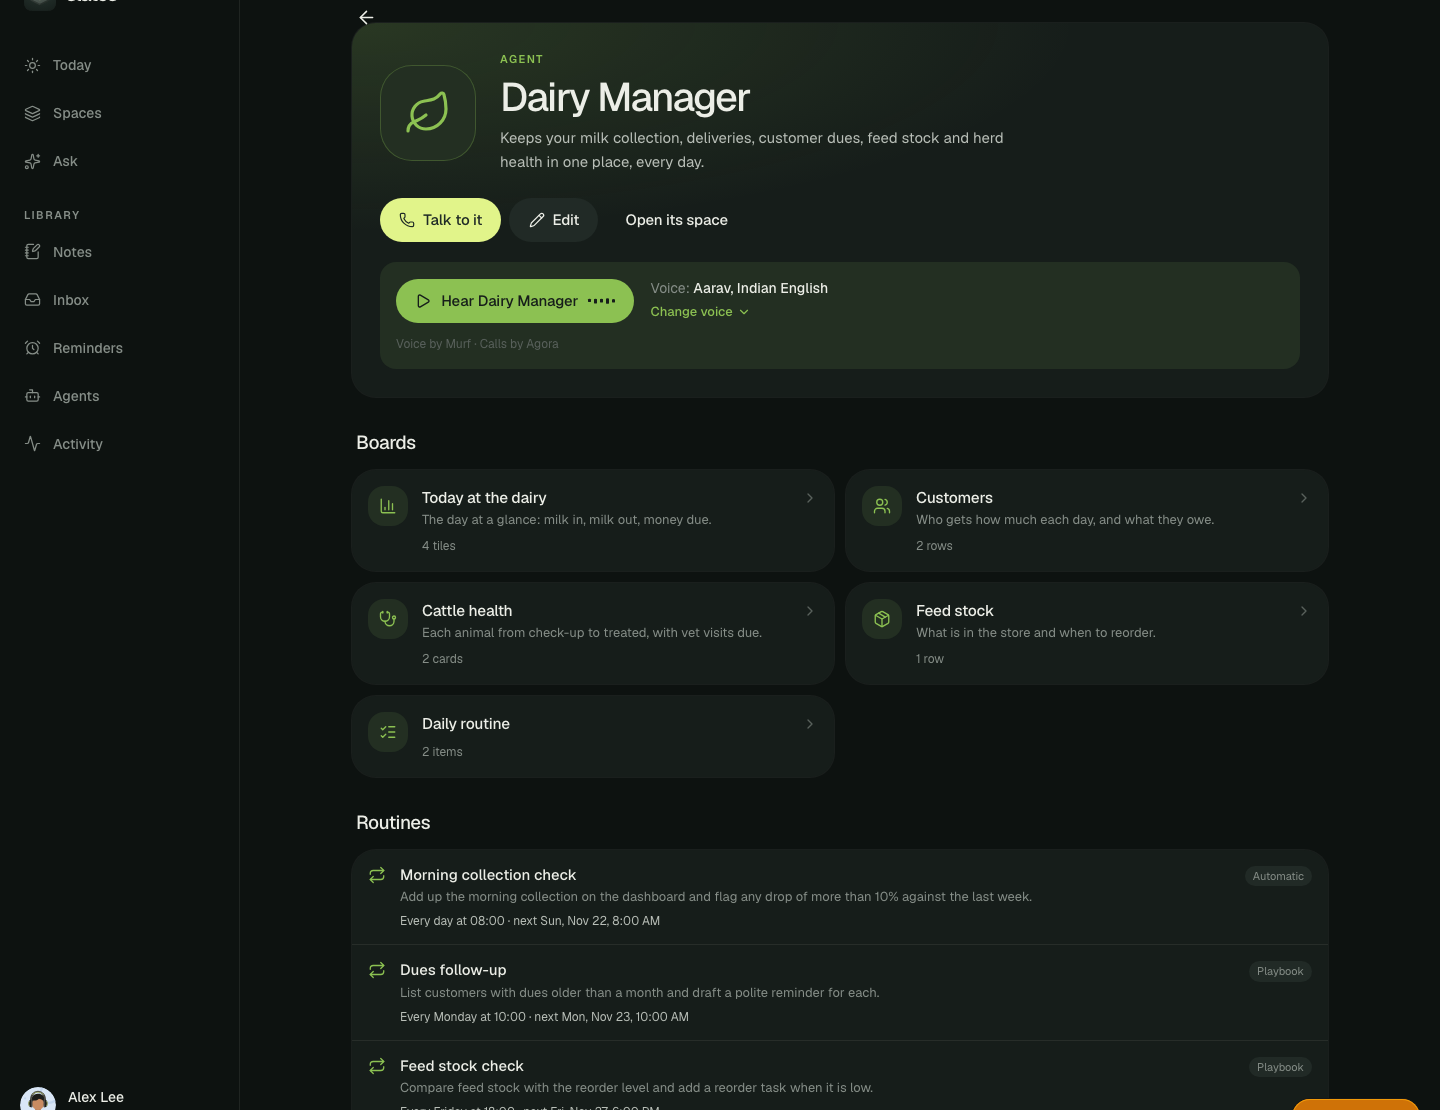 Today
Spaces
Ask
LIBRARY
Notes
Inbox
Reminders
Agents
Activity
Alex Lee
AGENT
Dairy Manager
Keeps your milk collection, deliveries, customer dues, feed stock and herd
health in one place, every day.
Talk to it
Edit
Open its space
Hear Dairy Manager
Voice: Aarav, Indian English
Change voice
Voice by Murf · Calls by Agora
Boards
Today at the dairy
The day at a glance: milk in, milk out, money due.
4 tiles
Customers
Who gets how much each day, and what they owe.
2 rows
Cattle health
Each animal from check-up to treated, with vet visits due.
2 cards
Feed stock
What is in the store and when to reorder.
1 row
Daily routine
2 items
Routines
Morning collection check
Automatic
Add up the morning collection on the dashboard and flag any drop of more than 10% against the last week.
Every day at 08:00 · next Sun, Nov 22, 8:00 AM
Dues follow-up
Playbook
List customers with dues older than a month and draft a polite reminder for each.
Every Monday at 10:00 · next Mon, Nov 23, 10:00 AM
Feed stock check
Playbook
Compare feed stock with the reorder level and add a reorder task when it is low.